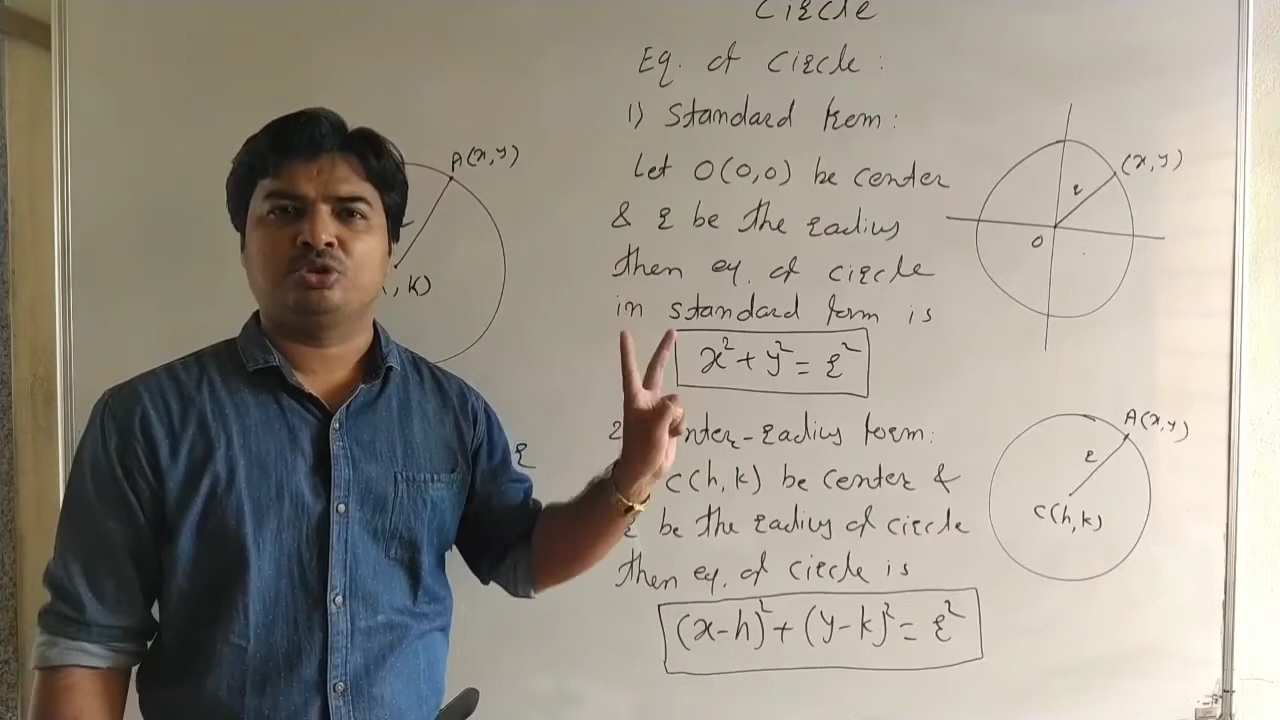 Circle
Eq. of circle :
1) Standard form :
Let O(0,0) be center
& r be the radius
then eq. of circle
in standard form is
x² + y² = r²
2 nter-radius form:
C(h,k) be center &
r be the radius of circle
then eq. of circle is
(x-h)² + (y-k)² = r²
(x,y)
r
O
A(x,y)
r
C(h,k)
A(x,y)
, k)
r